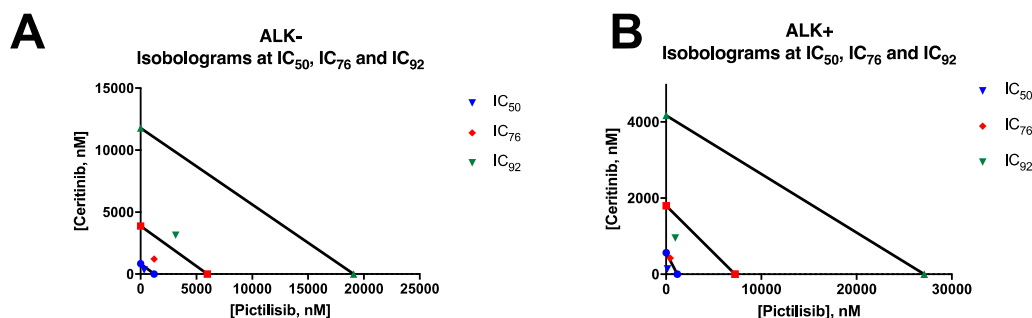 A
ALK-
Isobolograms at IC50, IC76 and IC92
[Ceritinib, nM]
15000
10000
5000
0
0
5000
10000
15000
20000
25000
[Pictilisib, nM]
IC50
IC76
IC92
B
ALK+
Isobolograms at IC50, IC76 and IC92
[Ceritinib, nM]
4000
2000
0
0
10000
20000
30000
[Pictilisib], nM]
IC50
IC76
IC92